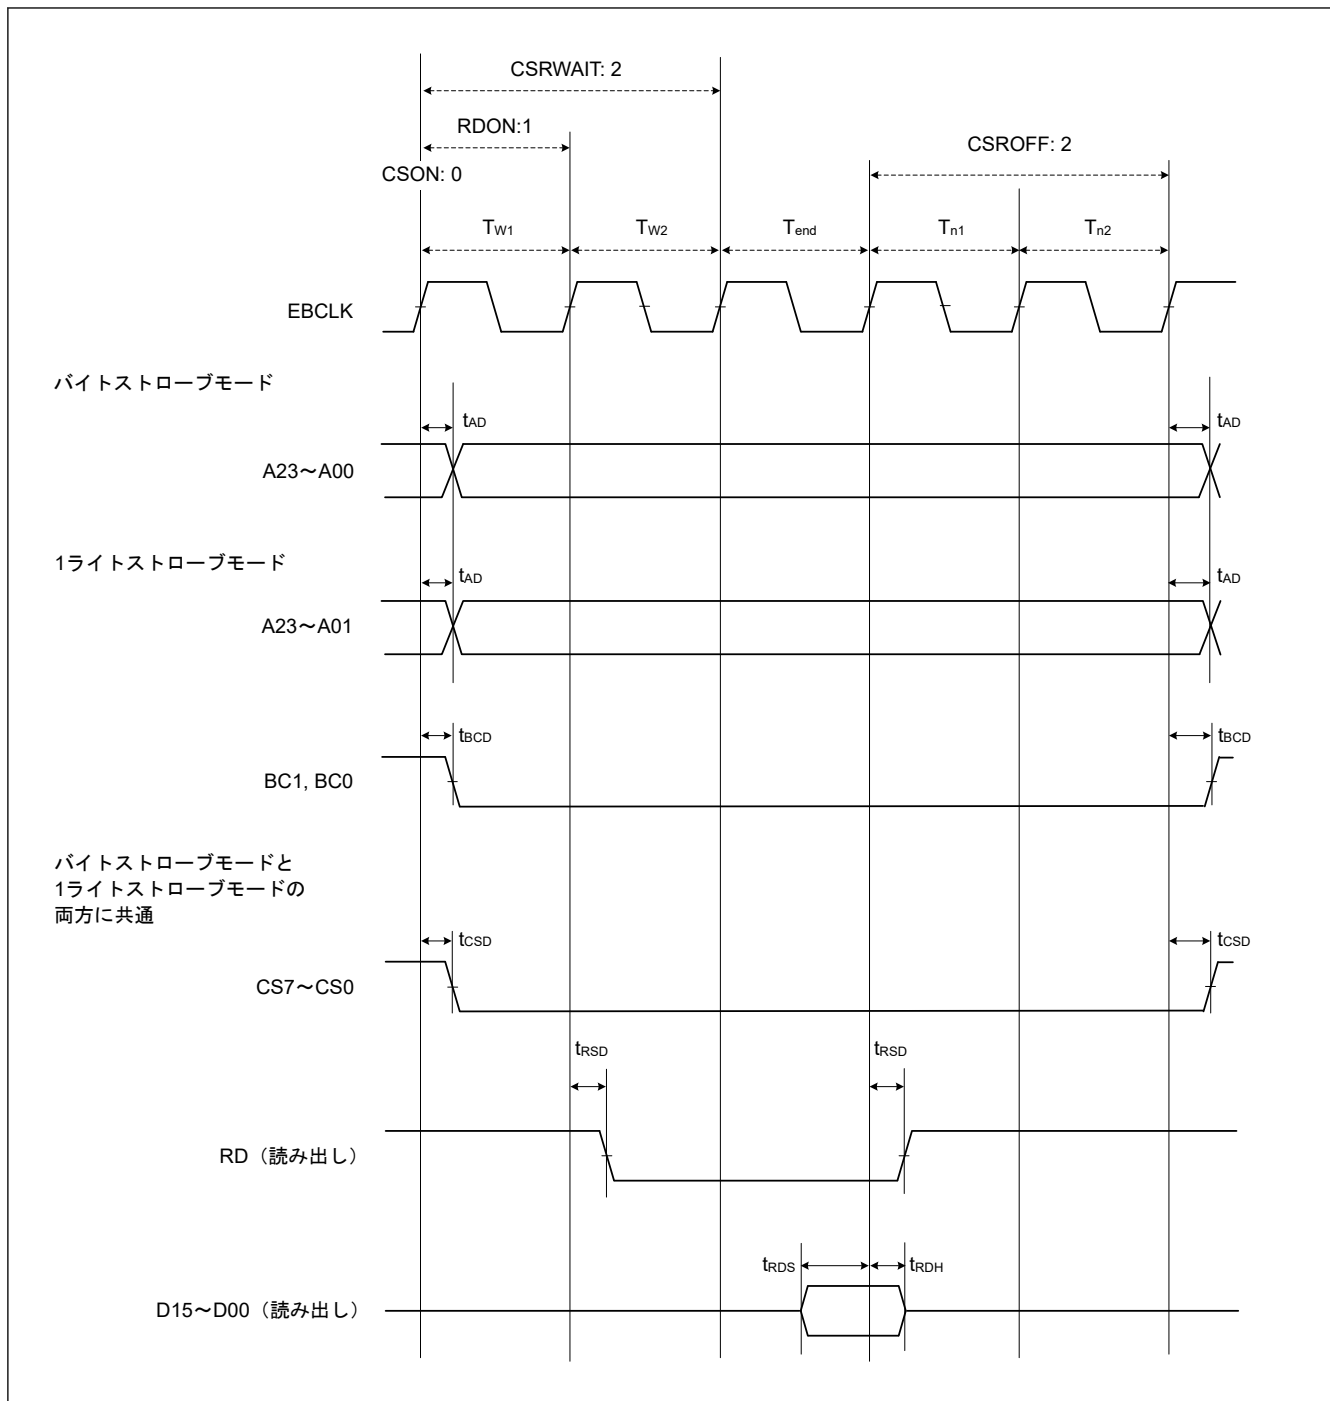 CSRWAIT: 2
RDON:1
CSROFF: 2
CSON: 0
TW1
TW2
Tend
Tn1
Tn2
EBCLK
バイトストローブモード
tAD
tAD
A23～A00
1ライトストローブモード
tAD
tAD
A23～A01
tBCD
tBCD
BC1, BC0
バイトストローブモードと
1ライトストローブモードの
両方に共通
tCSD
tCSD
CS7～CS0
tRSD
tRSD
RD（読み出し）
tRDS
tRDH
D15～D00（読み出し）